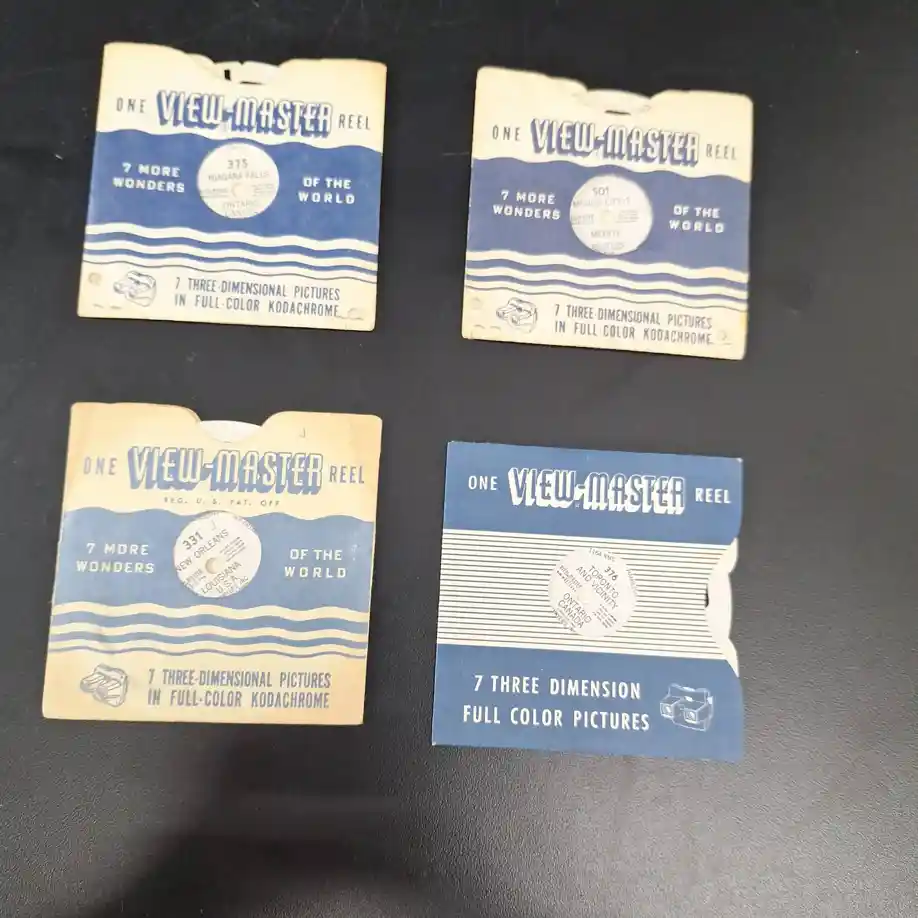 ONE VIEW-MASTER REEL
7 MORE WONDERS
375
NIAGARA FALLS
ONTARIO
OF THE WORLD
7 THREE-DIMENSIONAL PICTURES
IN FULL-COLOR KODACHROME
ONE VIEW-MASTER REEL
7 MORE WONDERS
501
MEXICO
OF THE WORLD
7 THREE-DIMENSIONAL PICTURES
IN FULL-COLOR KODACHROME
ONE VIEW-MASTER REEL
REG. U. S. PAT. OFF
7 MORE WONDERS
331
NEW ORLEANS
LOUISIANA
U.S.A.
OF THE WORLD
7 THREE-DIMENSIONAL PICTURES
IN FULL-COLOR KODACHROME
ONE VIEW-MASTER REEL
376
TORONTO
AND VICINITY
ONTARIO
CANADA
7 THREE DIMENSION
FULL COLOR PICTURES